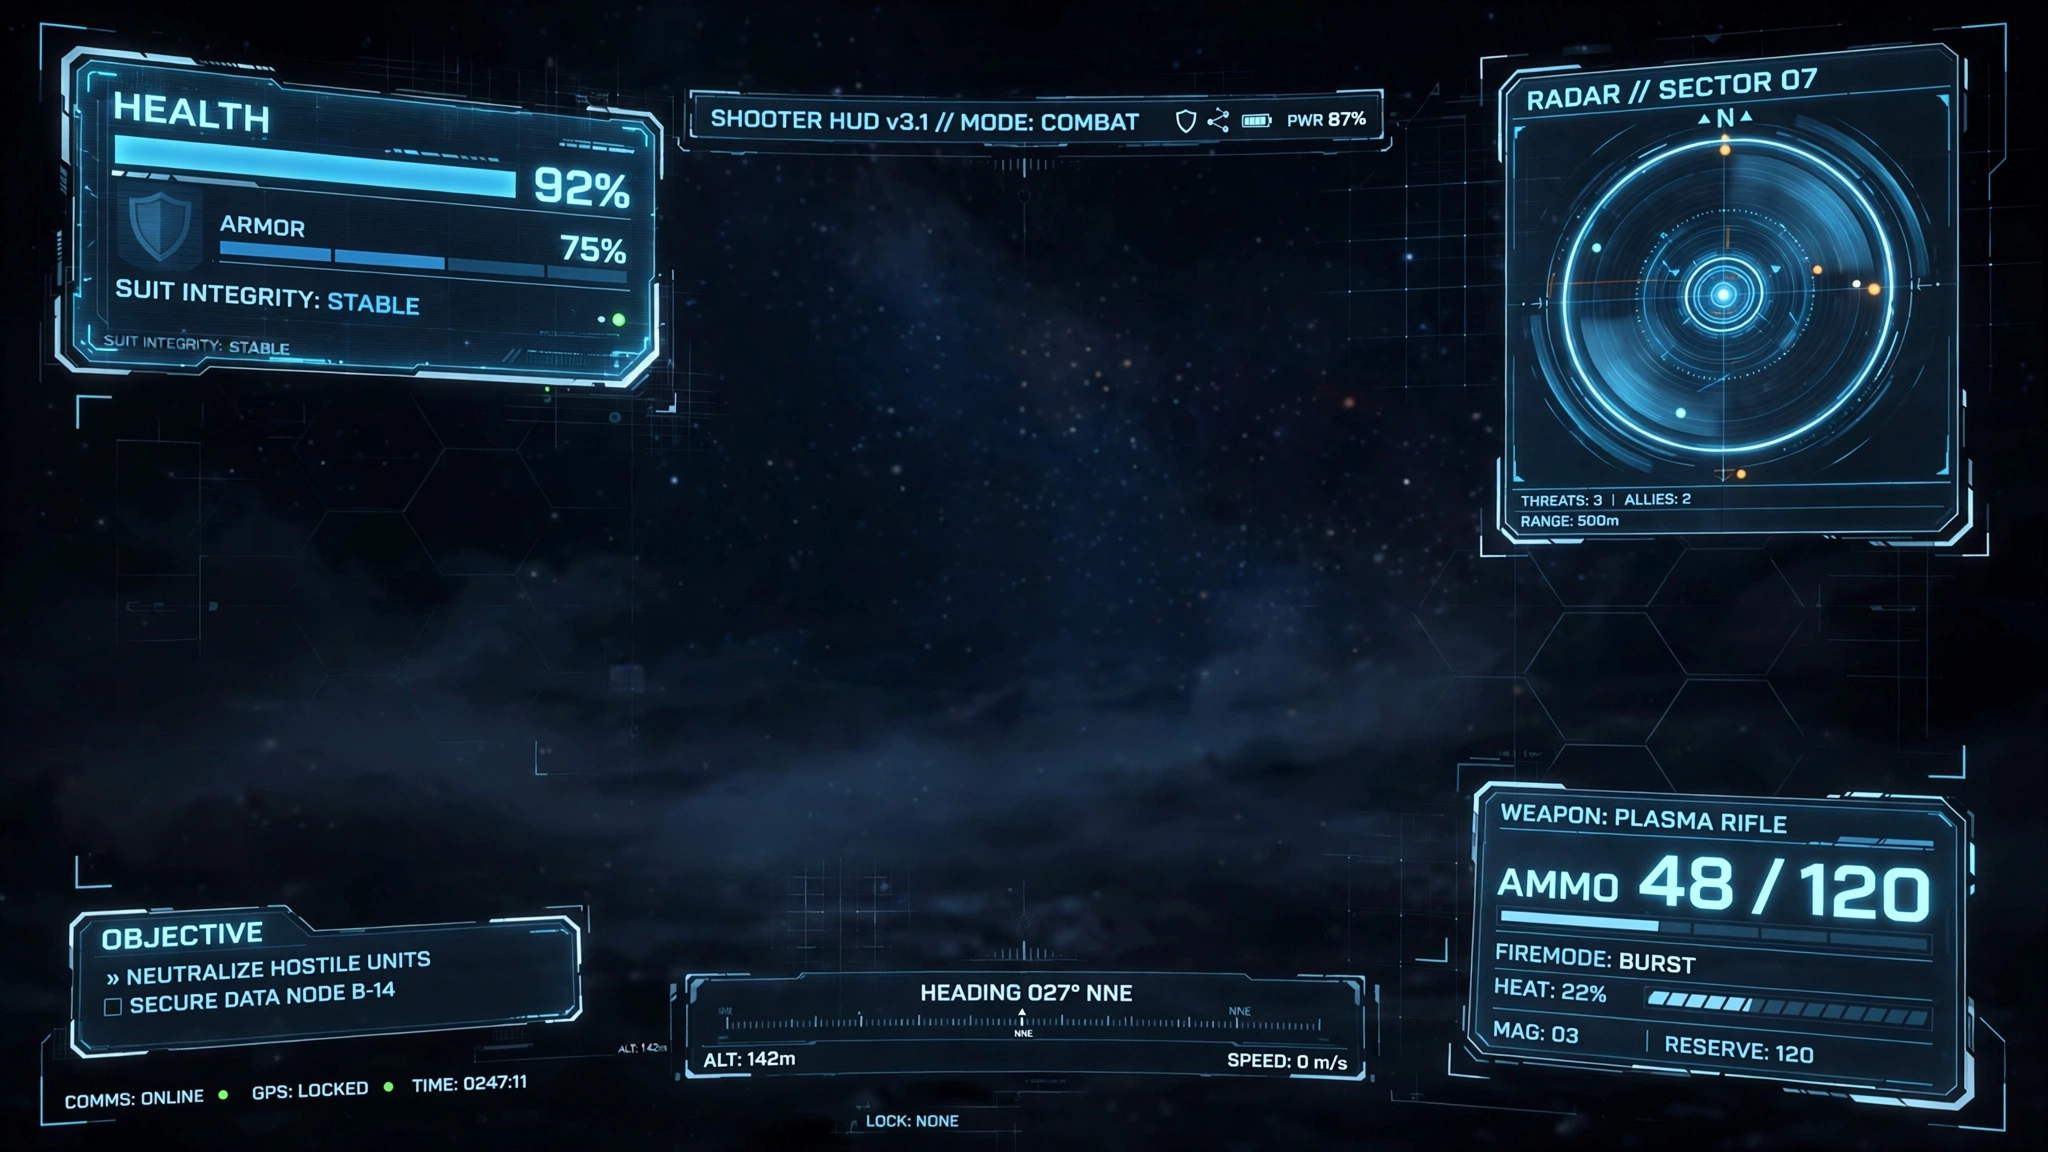 HEALTH
92%
ARMOR
75%
SUIT INTEGRITY: STABLE
SUIT INTEGRITY: STABLE
SHOOTER HUD v3.1 // MODE: COMBAT
PWR 87%
RADAR // SECTOR 07
▲N▲
THREATS: 3 | ALLIES: 2
RANGE: 500m
OBJECTIVE
» NEUTRALIZE HOSTILE UNITS
☐ SECURE DATA NODE B-14
COMMS: ONLINE ● GPS: LOCKED ● TIME: 0247:11
ALT: 142m
HEADING 027° NNE
NNE
NNE
ALT: 142m
SPEED: 0 m/s
LOCK: NONE
WEAPON: PLASMA RIFLE
AMMO 48 / 120
FIREMODE: BURST
HEAT: 22%
MAG: 03 | RESERVE: 120